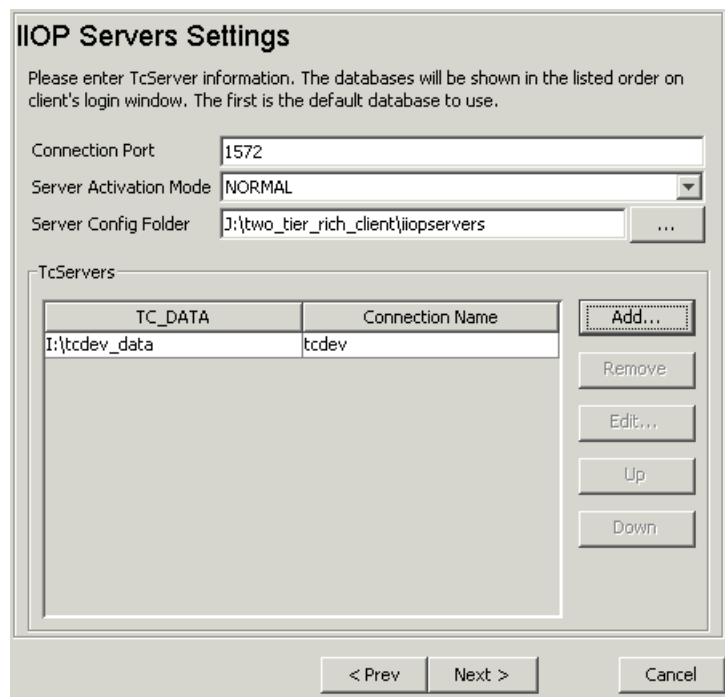 IIOP Servers Settings
Please enter TcServer information. The databases will be shown in the listed order on
client's login window. The first is the default database to use.
Connection Port 1572
Server Activation Mode NORMAL
Server Config Folder J:\two_tier_rich_client\iiopservers ...
TcServers
TC_DATA Connection Name Add...
I:\tcdev_data tcdev
Remove
Edit...
Up
Down
< Prev Next > Cancel